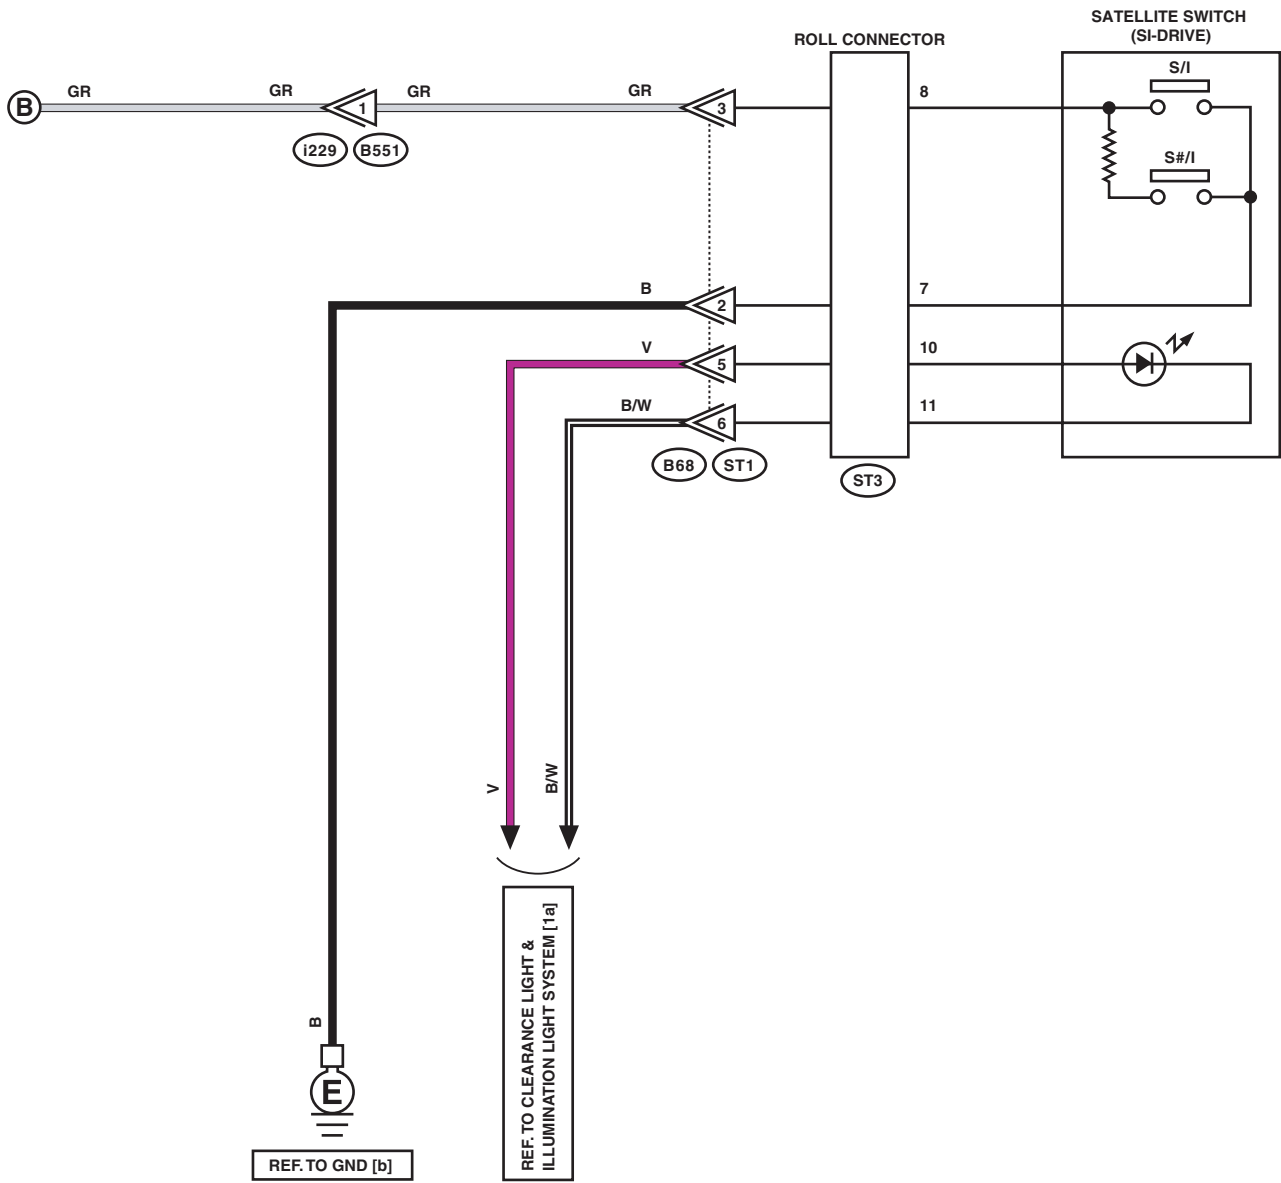 SATELLITE SWITCH
(SI-DRIVE)
ROLL CONNECTOR
S/I
B
GR
GR
1
GR
GR
3
8
i229
B551
S#/I
B
2
7
V
5
10
B/W
6
11
B68
ST1
ST3
V
B/W
B
E
REF. TO CLEARANCE LIGHT &
ILLUMINATION LIGHT SYSTEM [1a]
REF. TO GND [b]